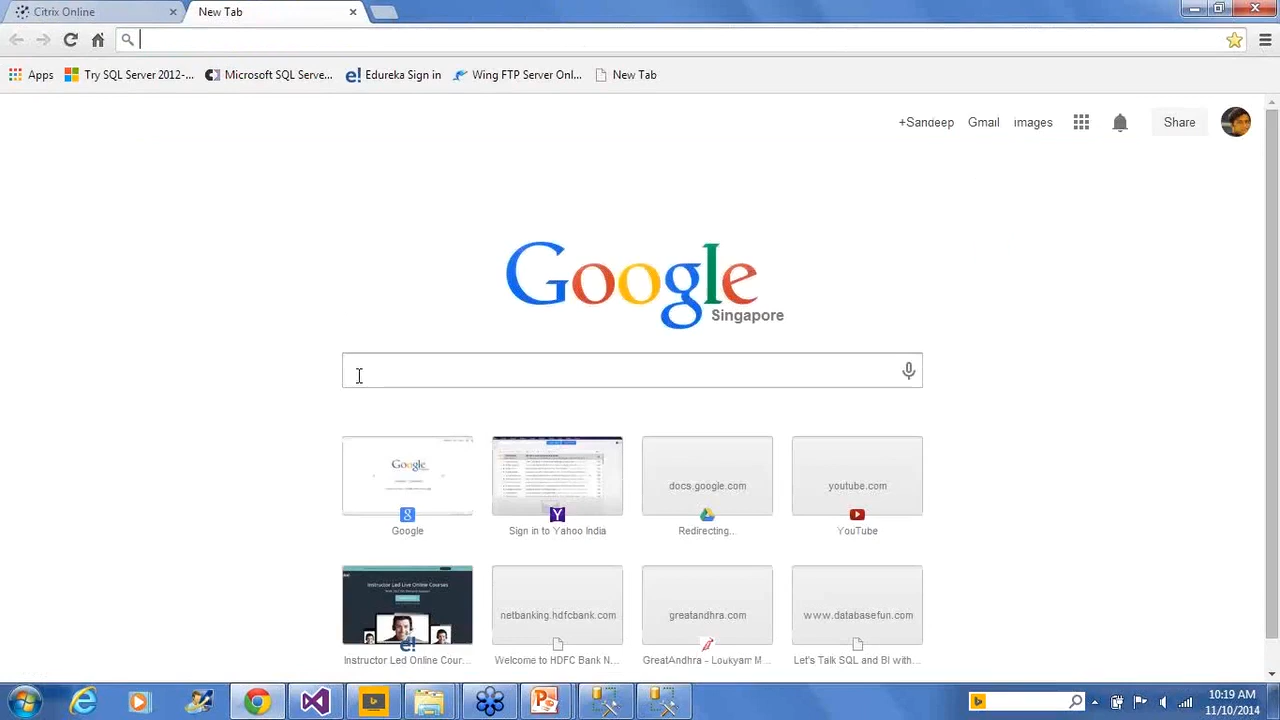 Citrix Online
New Tab
Apps Try SQL Server 2012-... Microsoft SQL Serve... Edureka Sign in Wing FTP Server Onl... New Tab
+Sandeep Gmail Images Share
Google
Singapore
Google
docs.google.com
youtube.com
Google Sign in to Yahoo India Redirecting... YouTube
Instructor Led Live Online Courses
netbanking.hdfcbank.com
greatandhra.com
www.databasefun.com
Instructor Led Online Cour... Welcome to HDFC Bank N... GreatAndhra - Loukyam M... Let's Talk SQL and BI with...
10:19 AM
11/10/2014